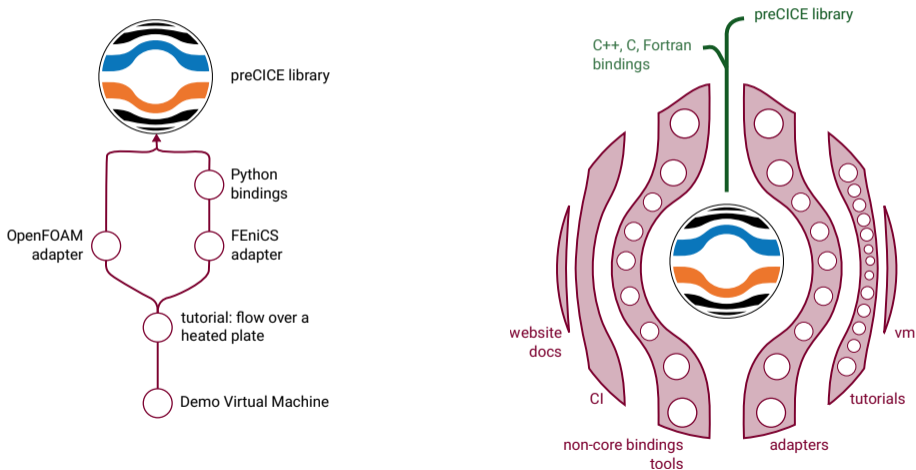 preCICE library
Python
bindings
OpenFOAM
adapter
FEniCS
adapter
tutorial: flow over a
heated plate
Demo Virtual Machine
preCICE library
C++, C, Fortran
bindings
website
docs
CI
non-core bindings
tools
adapters
tutorials
vm